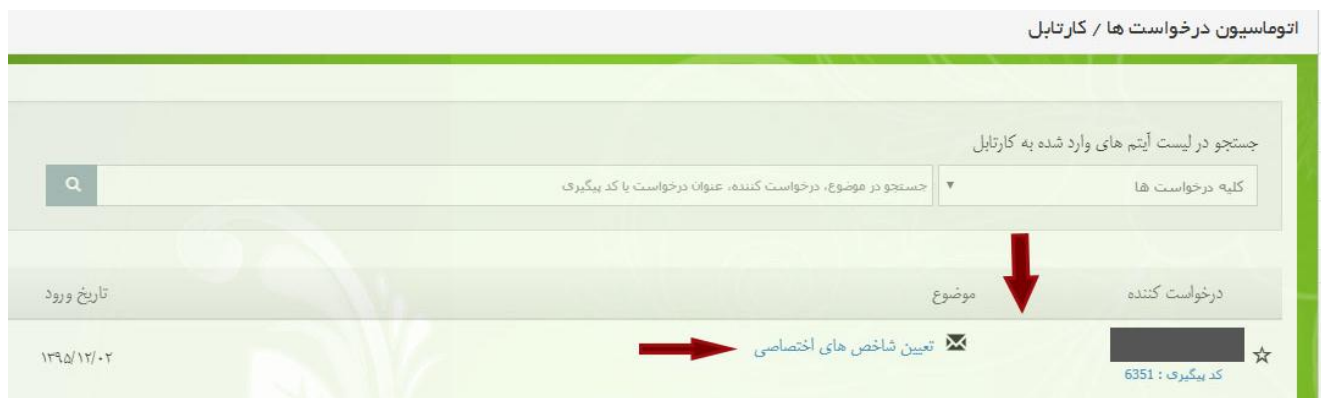 اتوماسیون درخواست ها / کارتابل
جستجو در لیست آیتم های وارد شده به کارتابل
کلیه درخواست ها
جستجو در موضوع، درخواست کننده، عنوان درخواست یا کد پیگیری
درخواست کننده موضوع تاریخ ورود
تعیین شاخص های اختصاصی ۱۳۹۵/۱۲/۰۲
کد پیگیری : 6351